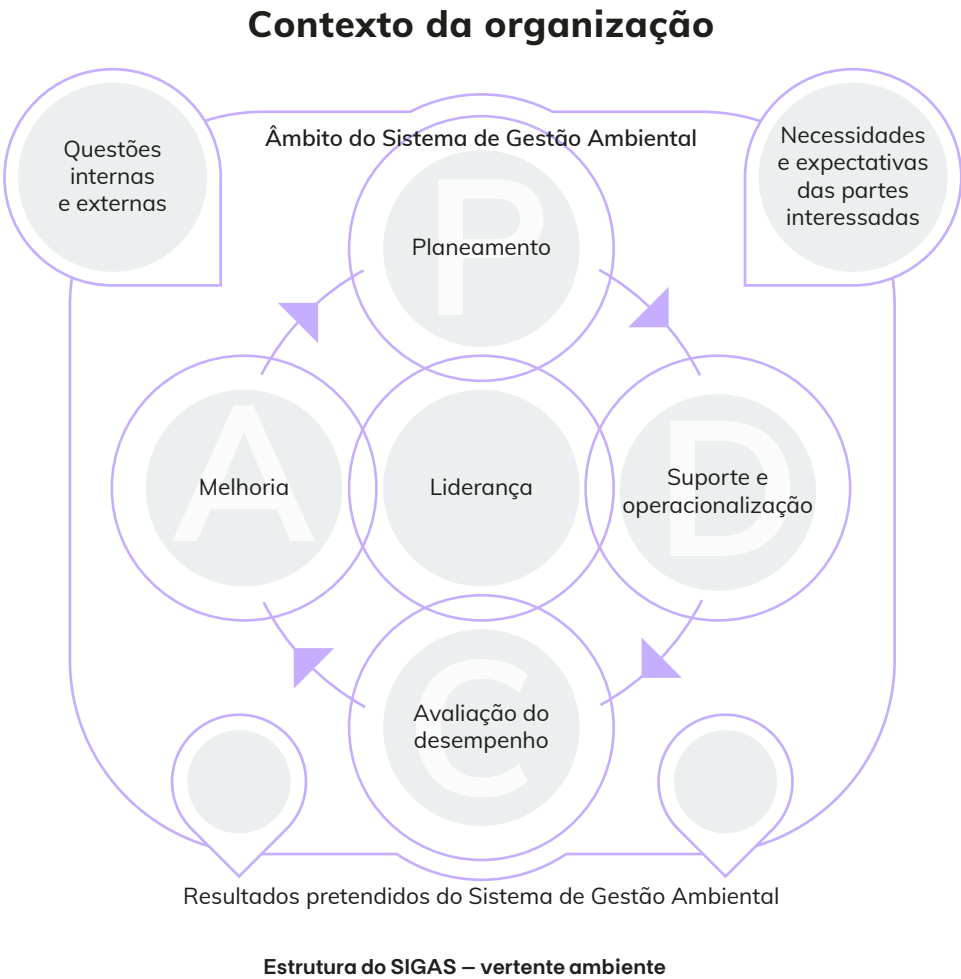 Contexto da organização
Âmbito do Sistema de Gestão Ambiental
Questões
internas
e externas
Necessidades
e expectativas
das partes
interessadas
P
Planeamento
A
Melhoria
Liderança
D
Suporte e
operacionalização
C
Avaliação do
desempenho
Resultados pretendidos do Sistema de Gestão Ambiental
Estrutura do SIGAS – vertente ambiente